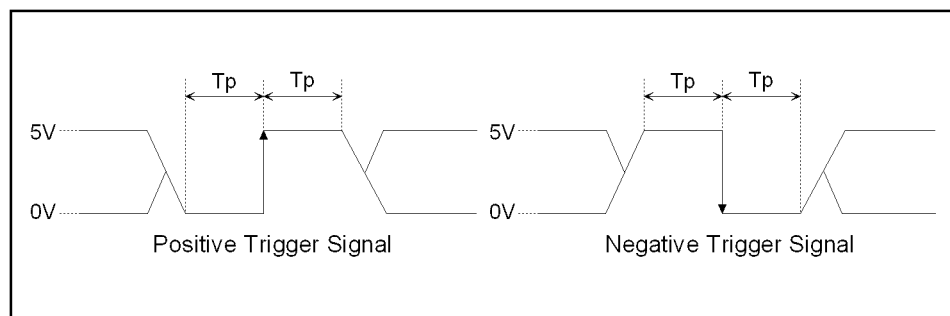 Tp Tp Tp Tp
5V 5V
0V 0V
Positive Trigger Signal Negative Trigger Signal